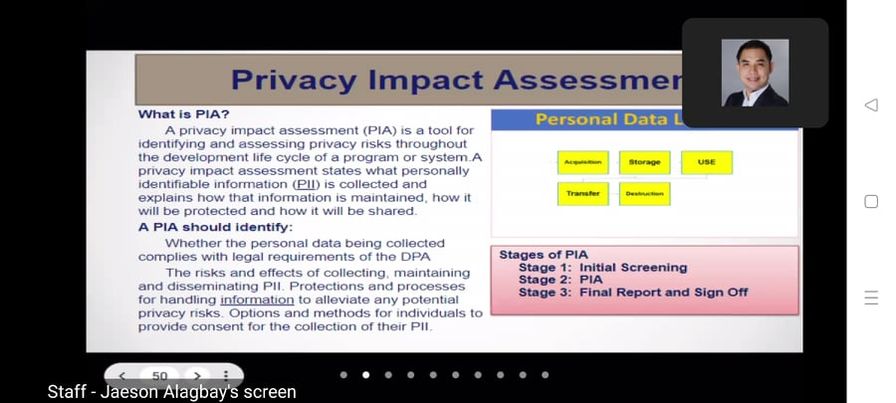 Privacy Impact Assessmen
What is PIA?
A privacy impact assessment (PIA) is a tool for
identifying and assessing privacy risks throughout
the development life cycle of a program or system.A
privacy impact assessment states what personally
identifiable information (PII) is collected and
explains how that information is maintained, how it
will be protected and how it will be shared.
A PIA should identify:
Whether the personal data being collected
complies with legal requirements of the DPA
The risks and effects of collecting, maintaining
and disseminating PII. Protections and processes
for handling information to alleviate any potential
privacy risks. Options and methods for individuals to
provide consent for the collection of their PII.
Personal Data L
Acquisition
Storage
USE
Transfer
Destruction
Stages of PIA
Stage 1: Initial Screening
Stage 2: PIA
Stage 3: Final Report and Sign Off
50
Staff - Jaeson Alagbay's screen